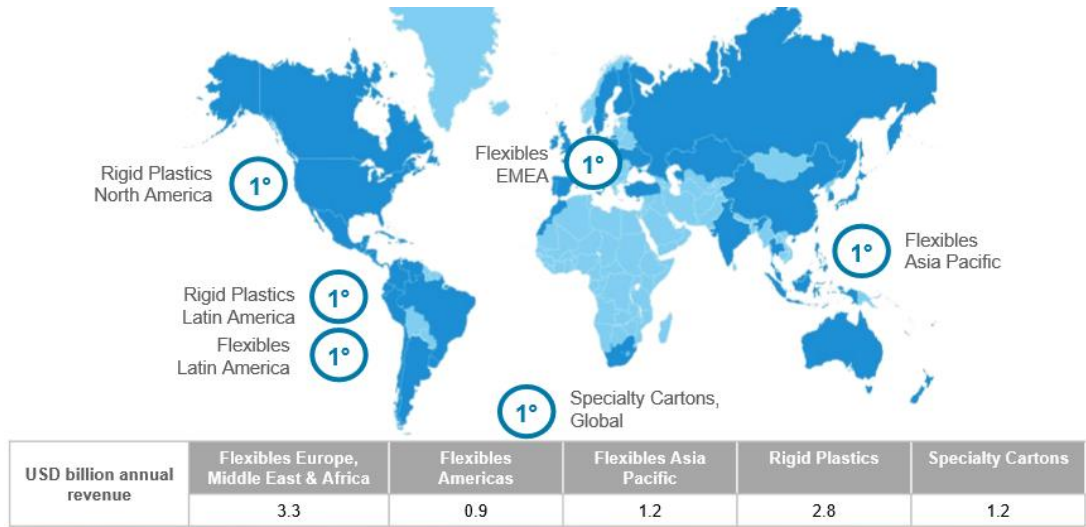 Rigid Plastics
North America
1°
Flexibles
EMEA
1°
Flexibles
Asia Pacific
1°
Rigid Plastics
Latin America
1°
Flexibles
Latin America
1°
Specialty Cartons,
Global
1°
USD billion annual
revenue
Flexibles Europe,
Middle East & Africa
Flexibles
Americas
Flexibles Asia
Pacific
Rigid Plastics
Specialty Cartons
3.3
0.9
1.2
2.8
1.2